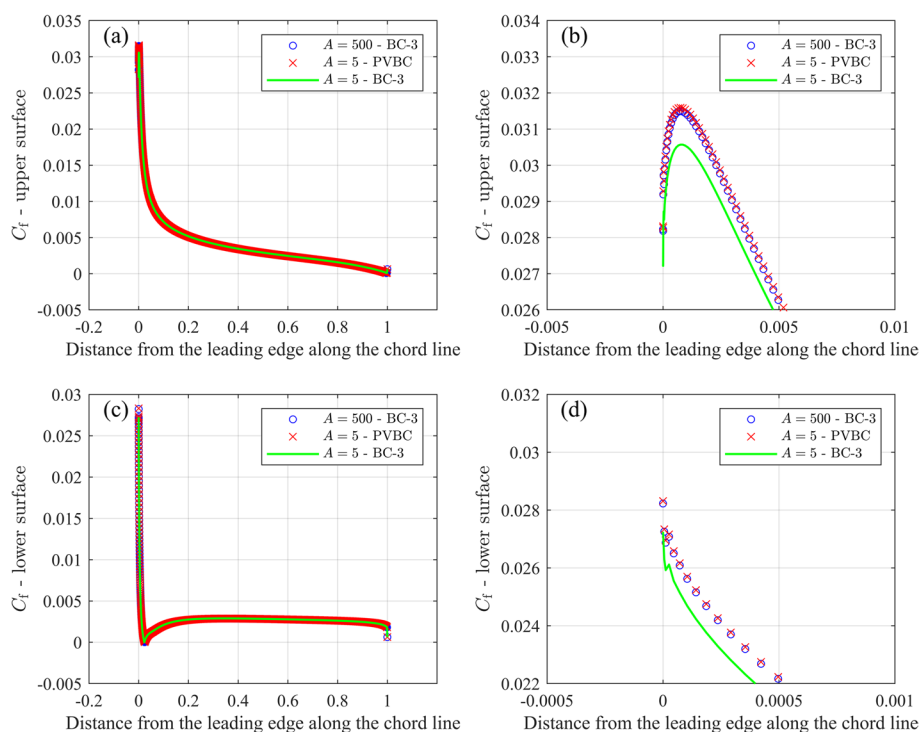 (a)
A = 500 - BC-3
A = 5 - PVBC
A = 5 - BC-3
0.035
0.03
0.025
0.02
0.015
0.01
0.005
0
-0.005
C_f - upper surface
-0.2 0 0.2 0.4 0.6 0.8 1
Distance from the leading edge along the chord line
(b)
A = 500 - BC-3
A = 5 - PVBC
A = 5 - BC-3
0.033
0.032
0.031
0.03
0.029
0.028
0.027
0.026
C_f - upper surface
-0.005 0 0.005 0.01
Distance from the leading edge along the chord line
(c)
A = 500 - BC-3
A = 5 - PVBC
A = 5 - BC-3
0.03
0.025
0.02
0.015
0.01
0.005
0
-0.005
C_f - lower surface
-0.2 0 0.2 0.4 0.6 0.8 1
Distance from the leading edge along the chord line
(d)
A = 500 - BC-3
A = 5 - PVBC
A = 5 - BC-3
0.032
0.03
0.028
0.026
0.024
0.022
C_f - lower surface
-0.0005 0 0.0005 0.001
Distance from the leading edge along the chord line